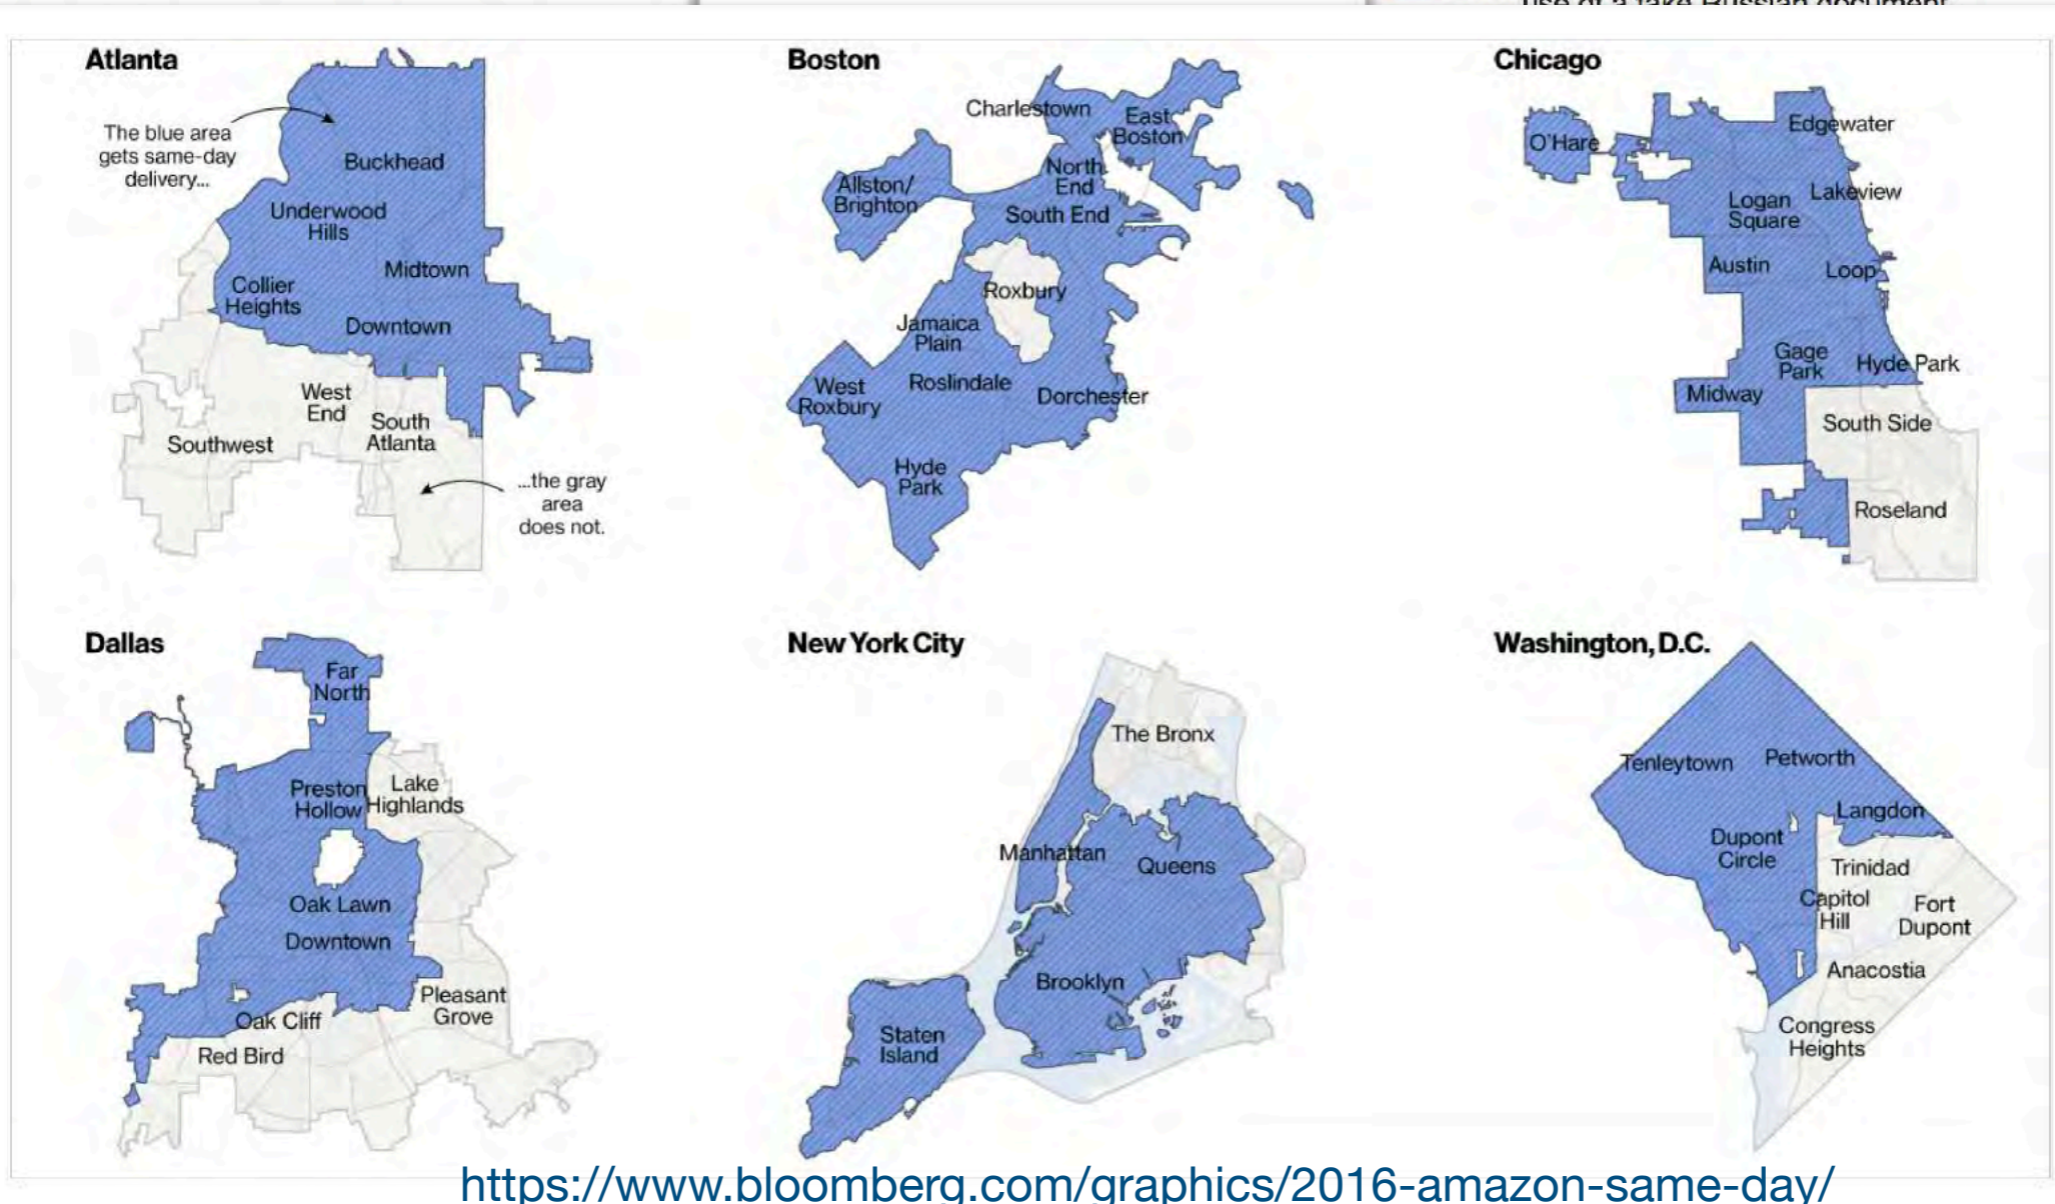 use of a fake Russian document
Atlanta
The blue area
gets same-day
delivery...
Buckhead
Underwood
Hills
Midtown
Collier
Heights
Downtown
West
End
South
Atlanta
Southwest
...the gray
area
does not.
Boston
Charlestown
East
Boston
North
End
Allston/
Brighton
South End
Roxbury
Jamaica
Plain
West
Roxbury
Roslindale
Dorchester
Hyde
Park
Chicago
O'Hare
Edgewater
Logan
Square
Lakeview
Austin
Loop
Gage
Park
Hyde Park
Midway
South Side
Roseland
Dallas
Far
North
Preston
Hollow
Lake
Highlands
Oak Lawn
Downtown
Pleasant
Grove
Oak Cliff
Red Bird
New York City
The Bronx
Manhattan
Queens
Brooklyn
Staten
Island
Washington, D.C.
Tenleytown
Petworth
Langdon
Dupont
Circle
Trinidad
Capitol
Hill
Fort
Dupont
Anacostia
Congress
Heights
https://www.bloomberg.com/graphics/2016-amazon-same-day/